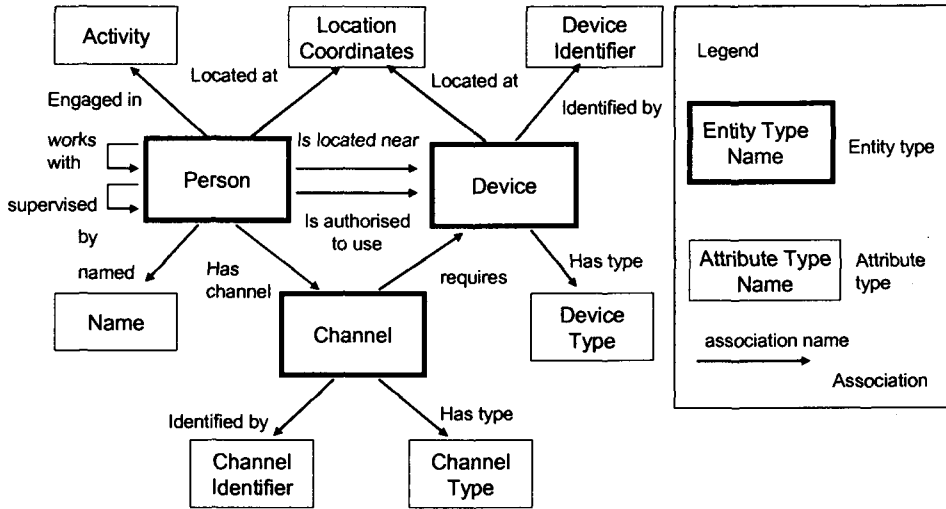 Activity
Location
Coordinates
Device
Identifier
Legend
Located at
Located at
Engaged in
Identified by
works
with
Is located near
Person
Device
supervised
by
Is authorised
to use
named
Has
channel
requires
Has type
Name
Channel
Device
Type
Identified by
Has type
Channel
Identifier
Channel
Type
Entity Type
Name
Entity type
Attribute Type
Name
Attribute
type
association name
Association